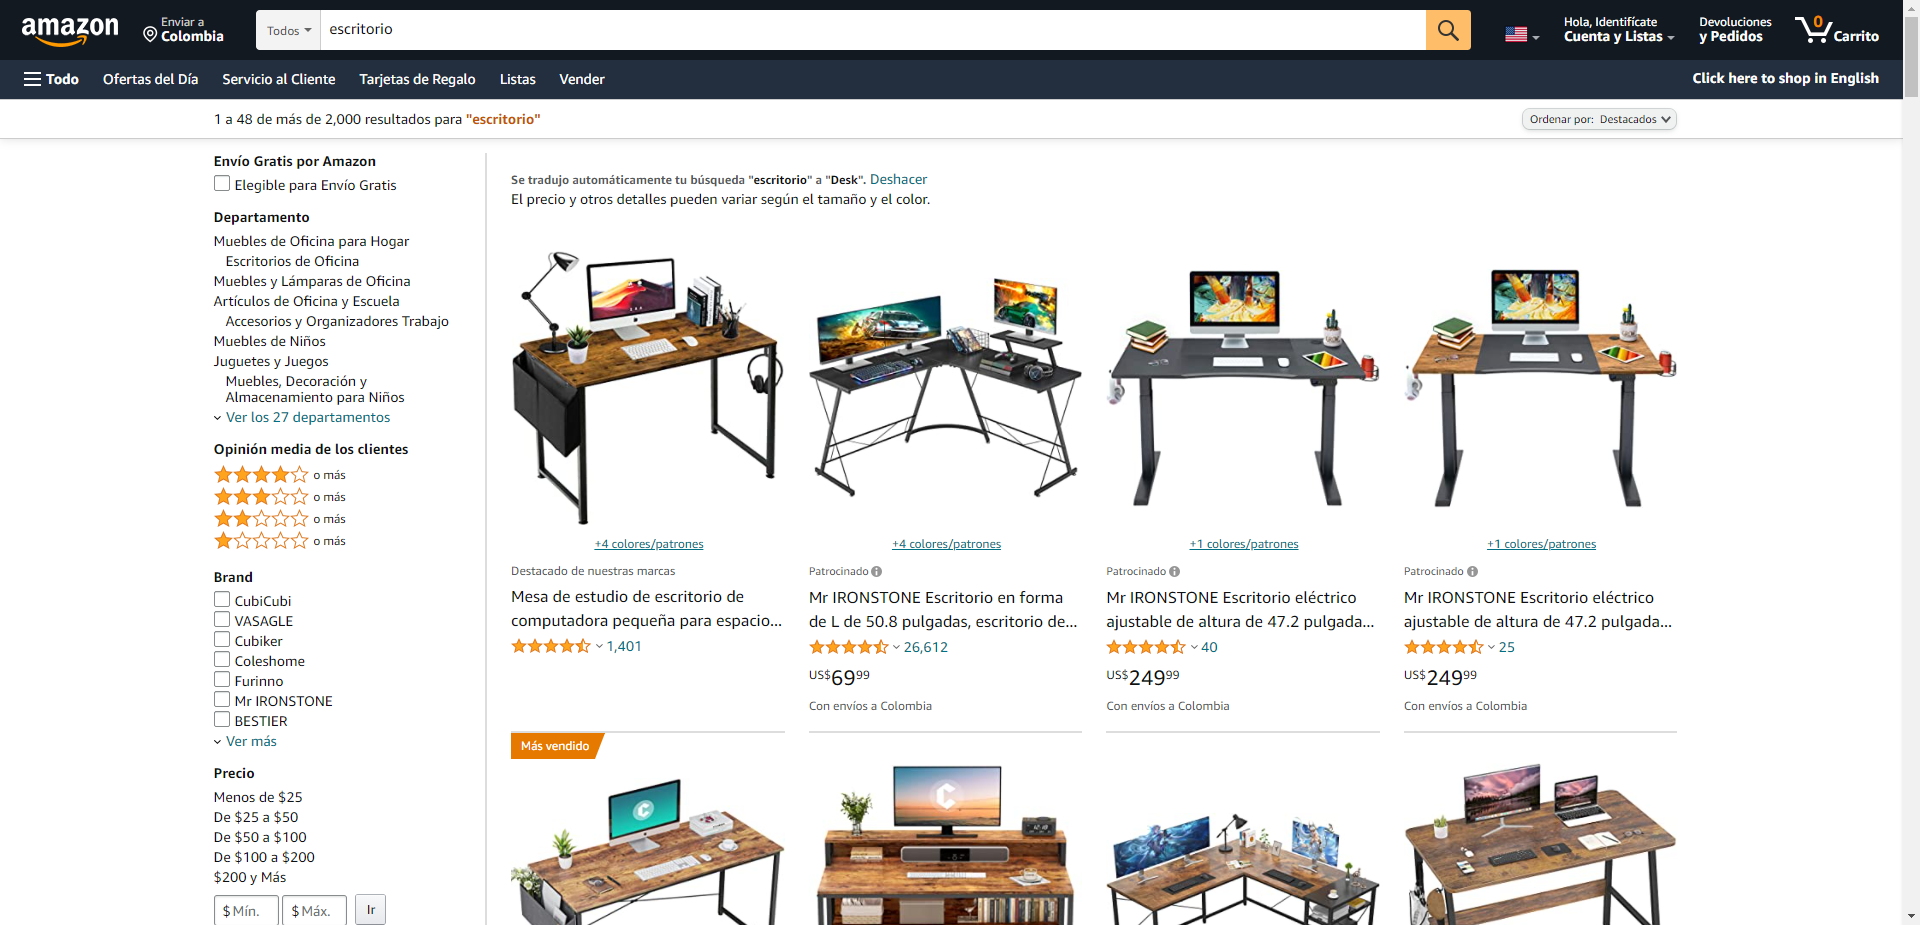 amazon
Enviar a
Colombia
Todos
escritorio
Hola, Identifícate
Cuenta y Listas
Devoluciones
y Pedidos
0
Carrito
Todo
Ofertas del Día
Servicio al Cliente
Tarjetas de Regalo
Listas
Vender
Click here to shop in English
1 a 48 de más de 2,000 resultados para "escritorio"
Ordenar por: Destacados
Envío Gratis por Amazon
Elegible para Envío Gratis
Departamento
Muebles de Oficina para Hogar
Escritorios de Oficina
Muebles y Lámparas de Oficina
Artículos de Oficina y Escuela
Accesorios y Organizadores Trabajo
Muebles de Niños
Juguetes y Juegos
Muebles, Decoración y
Almacenamiento para Niños
Ver los 27 departamentos
Opinión media de los clientes
o más
o más
o más
o más
Brand
CubiCubi
VASAGLE
Cubiker
Coleshome
Furinno
Mr IRONSTONE
BESTIER
Ver más
Precio
Menos de $25
De $25 a $50
De $50 a $100
De $100 a $200
$200 y Más
$ Mín.
$ Máx.
Ir
Se tradujo automáticamente tu búsqueda "escritorio" a "Desk". Deshacer
El precio y otros detalles pueden variar según el tamaño y el color.
+4 colores/patrones
Destacado de nuestras marcas
Mesa de estudio de escritorio de
computadora pequeña para espacio...
1,401
+4 colores/patrones
Patrocinado
Mr IRONSTONE Escritorio en forma
de L de 50.8 pulgadas, escritorio de...
26,612
US$69.99
Con envíos a Colombia
+1 colores/patrones
Patrocinado
Mr IRONSTONE Escritorio eléctrico
ajustable de altura de 47.2 pulgada...
40
US$249.99
Con envíos a Colombia
+1 colores/patrones
Patrocinado
Mr IRONSTONE Escritorio eléctrico
ajustable de altura de 47.2 pulgada...
25
US$249.99
Con envíos a Colombia
Más vendido